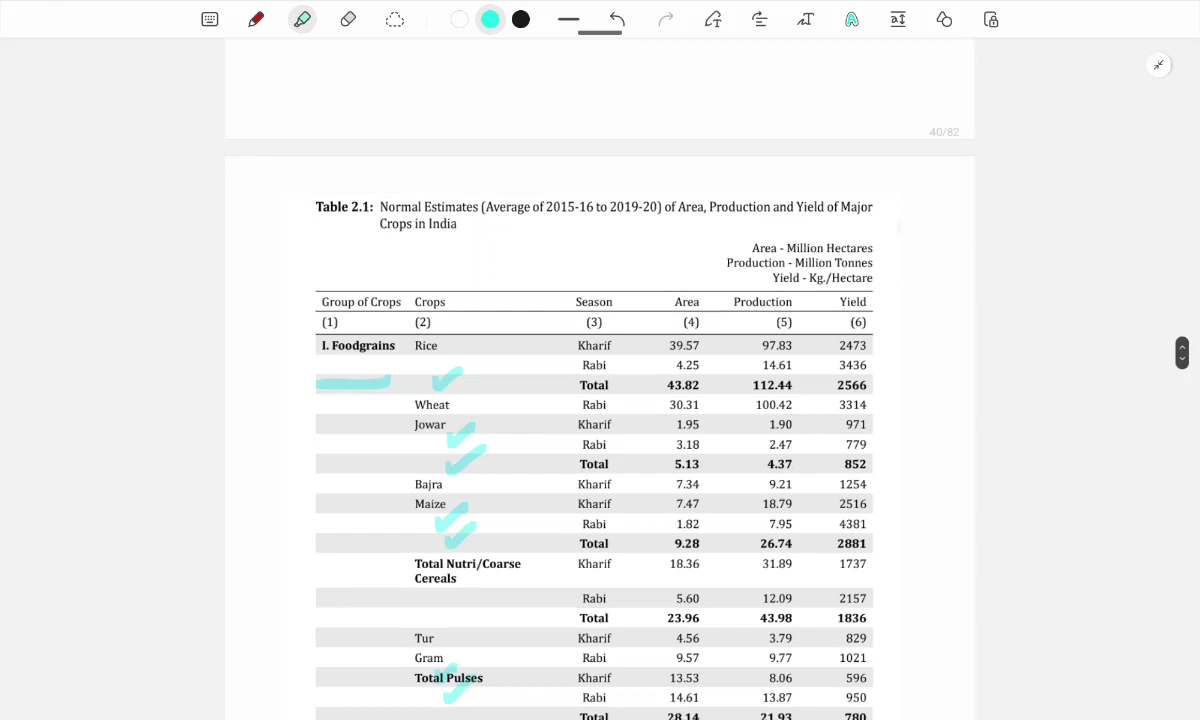 40/82
Table 2.1: Normal Estimates (Average of 2015-16 to 2019-20) of Area, Production and Yield of Major
Crops in India
Area - Million Hectares
Production - Million Tonnes
Yield - Kg./Hectare
Group of Crops Crops Season Area Production Yield
(1) (2) (3) (4) (5) (6)
I. Foodgrains Rice Kharif 39.57 97.83 2473
Rabi 4.25 14.61 3436
Total 43.82 112.44 2566
Wheat Rabi 30.31 100.42 3314
Jowar Kharif 1.95 1.90 971
Rabi 3.18 2.47 779
Total 5.13 4.37 852
Bajra Kharif 7.34 9.21 1254
Maize Kharif 7.47 18.79 2516
Rabi 1.82 7.95 4381
Total 9.28 26.74 2881
Total Nutri/Coarse Kharif 18.36 31.89 1737
Cereals
Rabi 5.60 12.09 2157
Total 23.96 43.98 1836
Tur Kharif 4.56 3.79 829
Gram Rabi 9.57 9.77 1021
Total Pulses Kharif 13.53 8.06 596
Rabi 14.61 13.87 950
Total 28.14 21.93 780